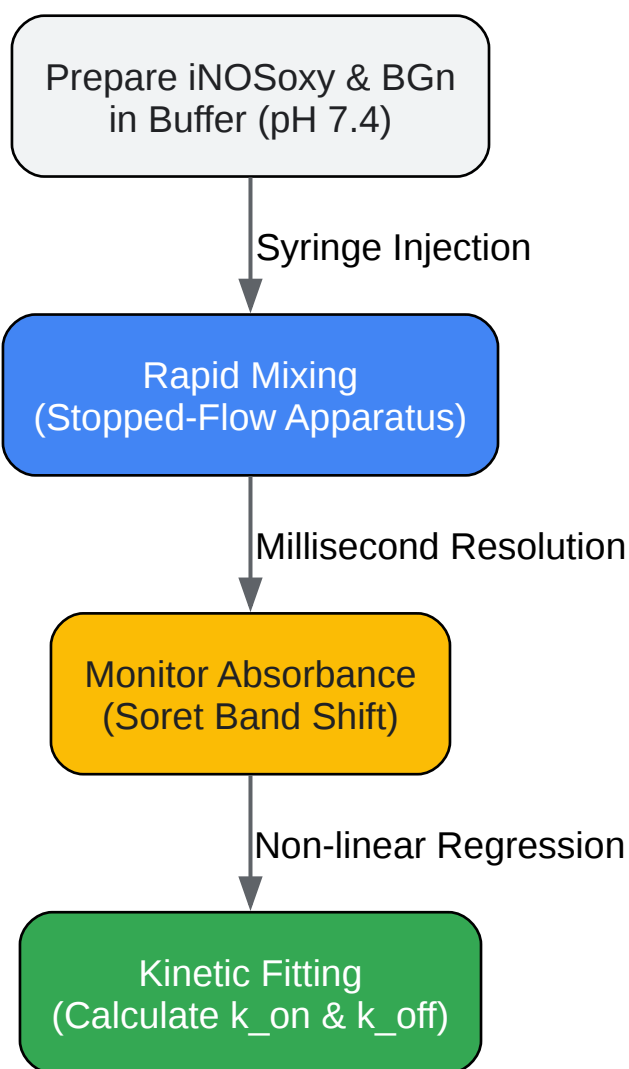 Prepare iNOSoxy & BGn
in Buffer (pH 7.4)
Syringe Injection
Rapid Mixing
(Stopped-Flow Apparatus)
Millisecond Resolution
Monitor Absorbance
(Soret Band Shift)
Non-linear Regression
Kinetic Fitting
(Calculate k_on & k_off)